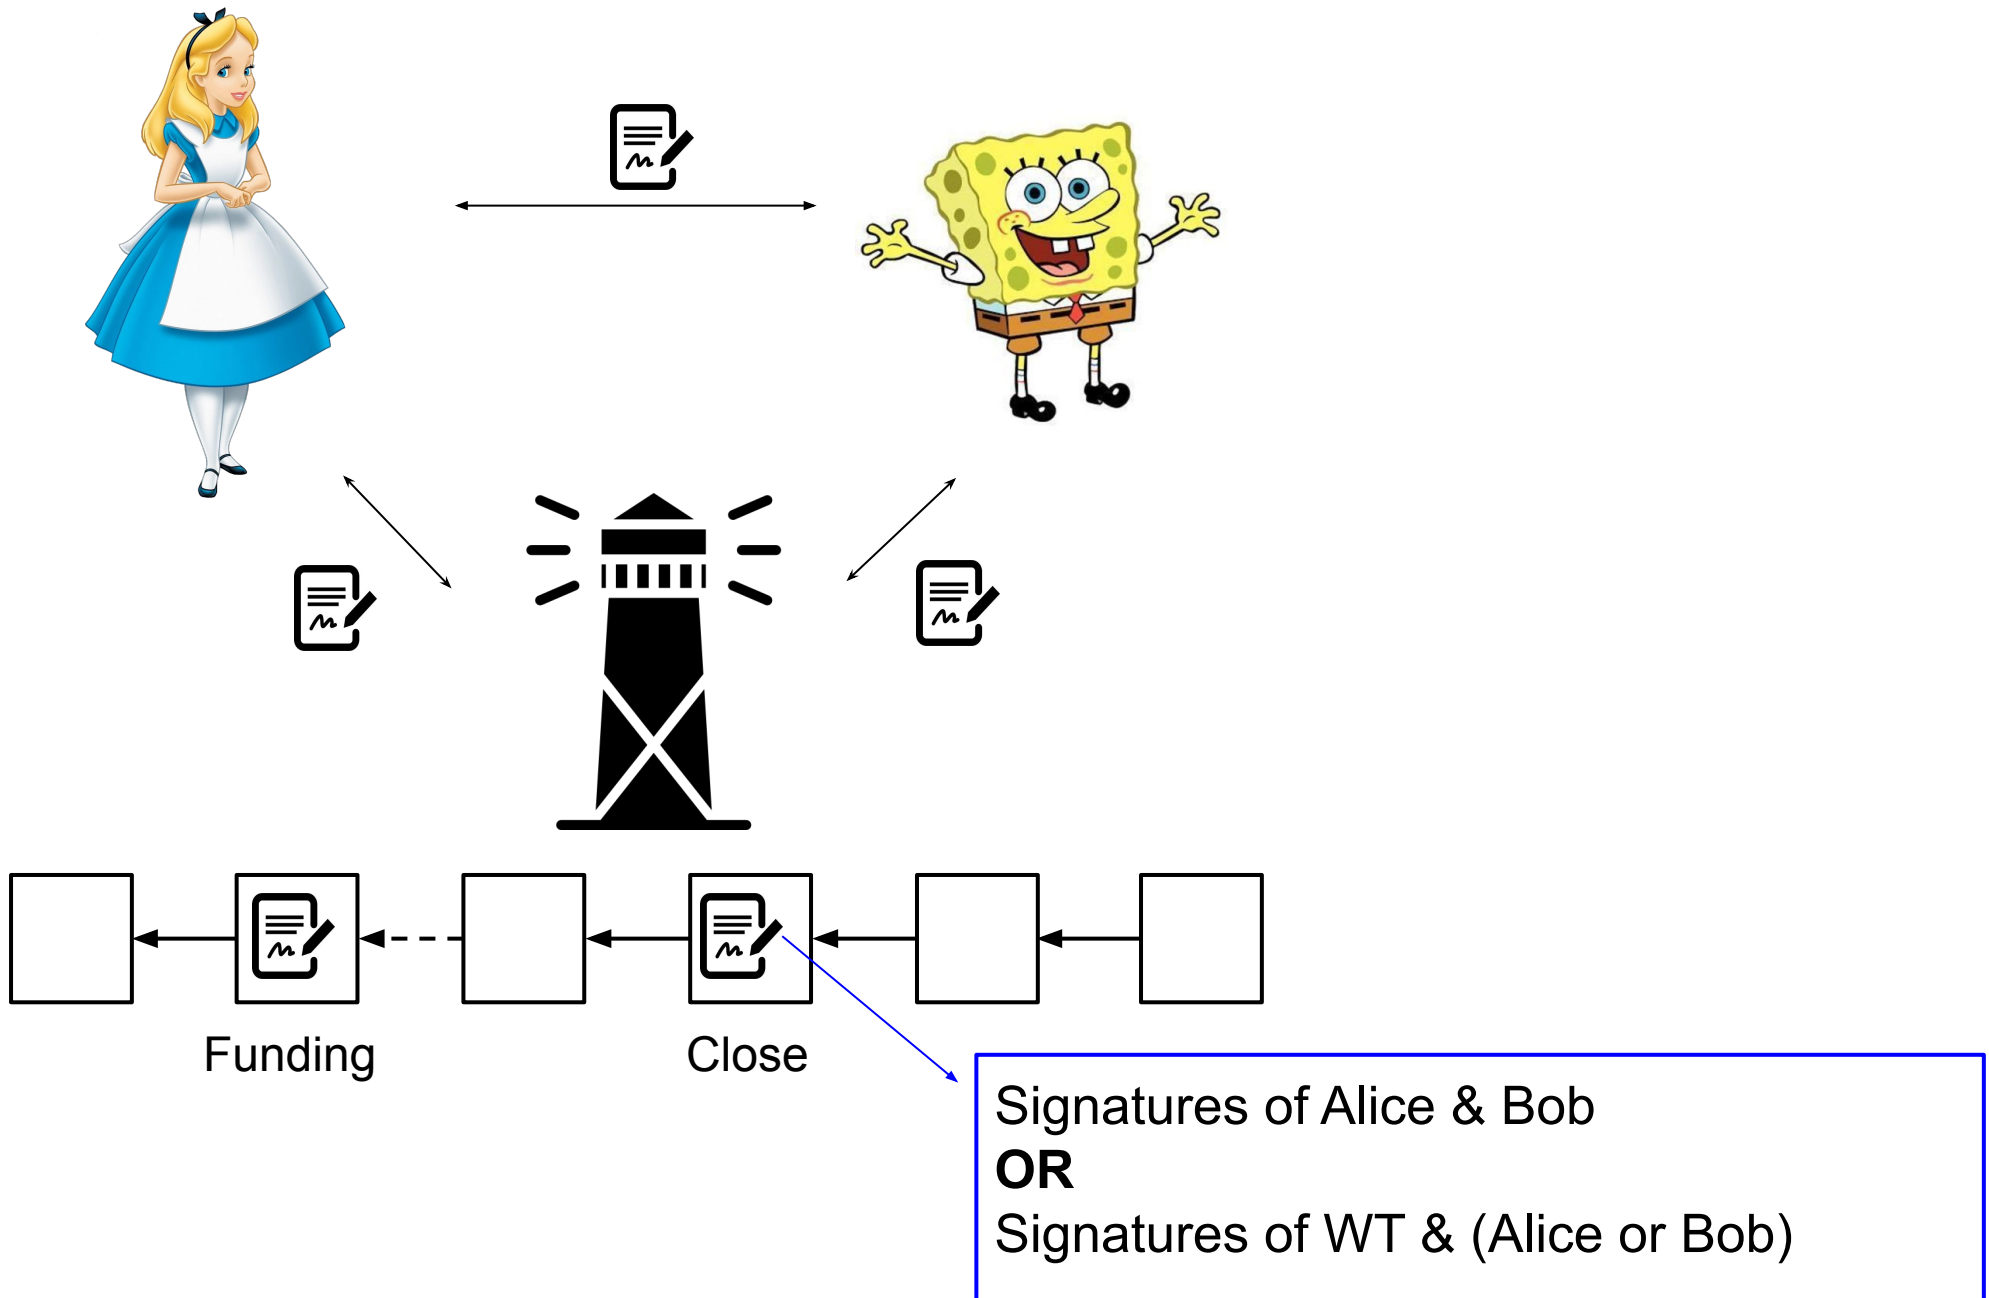 Funding
Close
Signatures of Alice & Bob
OR
Signatures of WT & (Alice or Bob)